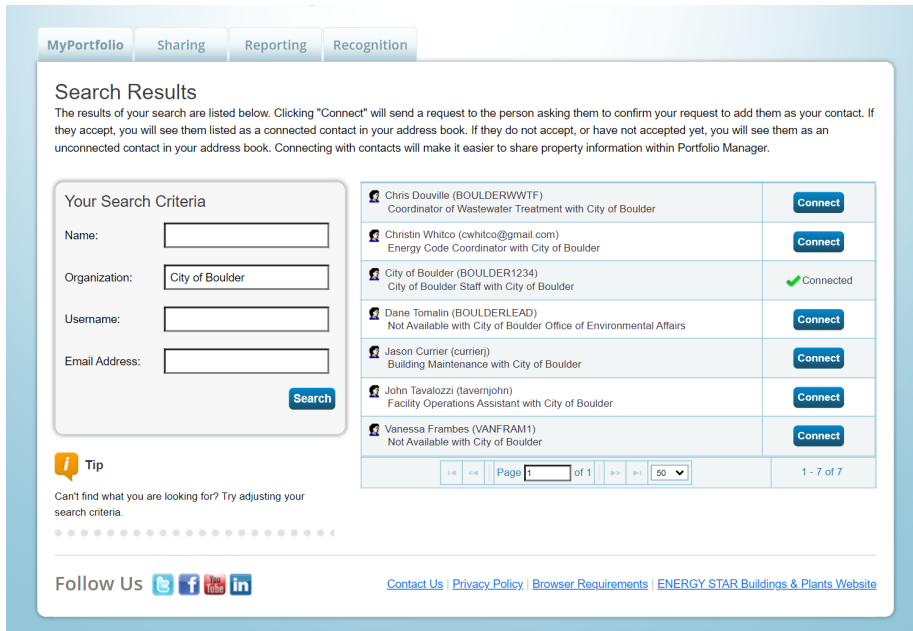 MyPortfolio Sharing Reporting Recognition
Search Results
The results of your search are listed below. Clicking "Connect" will send a request to the person asking them to confirm your request to add them as your contact. If
they accept, you will see them listed as a connected contact in your address book. If they do not accept, or have not accepted yet, you will see them as an
unconnected contact in your address book. Connecting with contacts will make it easier to share property information within Portfolio Manager.
Your Search Criteria
Name:
Organization: City of Boulder
Username:
Email Address:
Search
Tip
Can't find what you are looking for? Try adjusting your
search criteria.
Chris Douville (BOULDERWWTF)
Coordinator of Wastewater Treatment with City of Boulder
Connect
Christin Whitco (cwhitco@gmail.com)
Energy Code Coordinator with City of Boulder
Connect
City of Boulder (BOULDER1234)
City of Boulder Staff with City of Boulder
Connected
Dane Tomalin (BOULDERLEAD)
Not Available with City of Boulder Office of Environmental Affairs
Connect
Jason Currier (currierj)
Building Maintenance with City of Boulder
Connect
John Tavalozzi (tavernjohn)
Facility Operations Assistant with City of Boulder
Connect
Vanessa Frambes (VANFRAM1)
Not Available with City of Boulder
Connect
Page 1 of 1 50 1 - 7 of 7
Follow Us You Tube in
Contact Us | Privacy Policy | Browser Requirements | ENERGY STAR Buildings & Plants Website